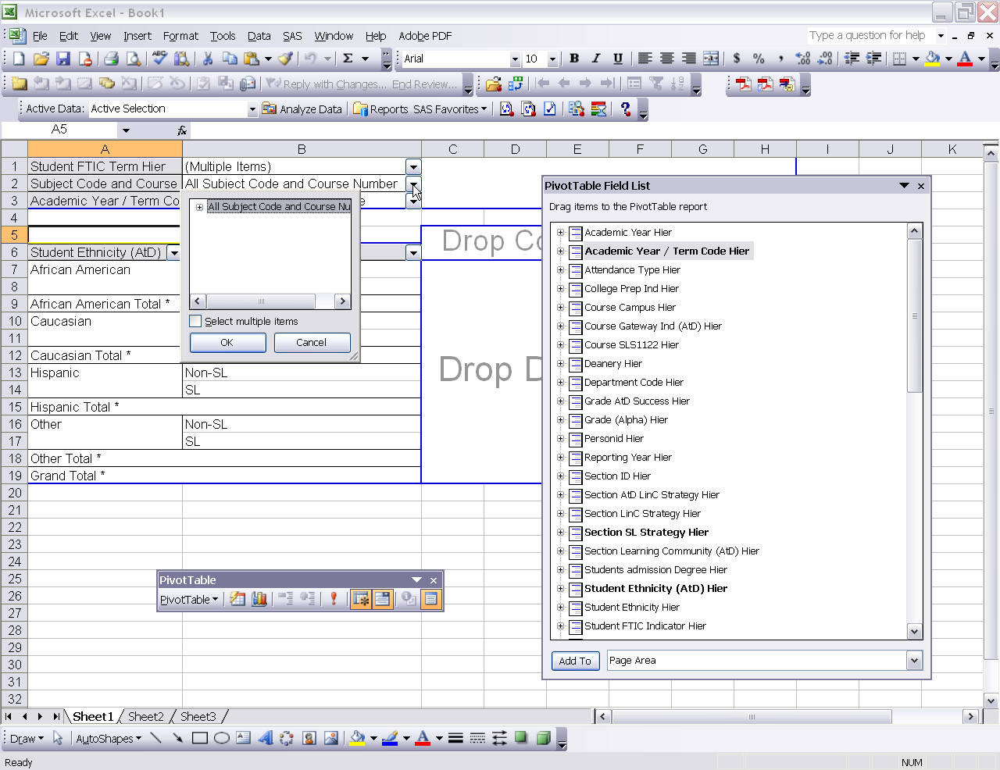 Microsoft Excel - Book1
File Edit View Insert Format Tools Data SAS Window Help Adobe PDF Type a question for help
Arial 10 B I U $ % ,
Reply with Changes... End Review...
Active Data: Active Selection Analyze Data Reports SAS Favorites
A5 fx
A B C D E F G H I J K
1 Student FTIC Term Hier (Multiple Items)
2 Subject Code and Course All Subject Code and Course Number
3 Academic Year / Term Co e
4
5 Drop Co
6 Student Ethnicity (AtD)
7 African American
8
9 African American Total *
10 Caucasian
11
12 Caucasian Total *
13 Hispanic Non-SL
14 SL
15 Hispanic Total *
16 Other Non-SL
17 SL
18 Other Total *
19 Grand Total *
20
21
22
23
24
25
26
27
28
29
30
31
32
Drop D
All Subject Code and Course Nu
Select multiple items
OK Cancel
PivotTable Field List
Drag items to the PivotTable report
Academic Year Hier
Academic Year / Term Code Hier
Attendance Type Hier
College Prep Ind Hier
Course Campus Hier
Course Gateway Ind (AtD) Hier
Course SLS1122 Hier
Deanery Hier
Department Code Hier
Grade AtD Success Hier
Grade (Alpha) Hier
Personid Hier
Reporting Year Hier
Section ID Hier
Section AtD LinC Strategy Hier
Section LinC Strategy Hier
Section SL Strategy Hier
Section Learning Community (AtD) Hier
Students admission Degree Hier
Student Ethnicity (AtD) Hier
Student Ethnicity Hier
Student FTIC Indicator Hier
Add To Page Area
PivotTable
PivotTable
Sheet1 Sheet2 Sheet3
Draw AutoShapes
Ready NUM